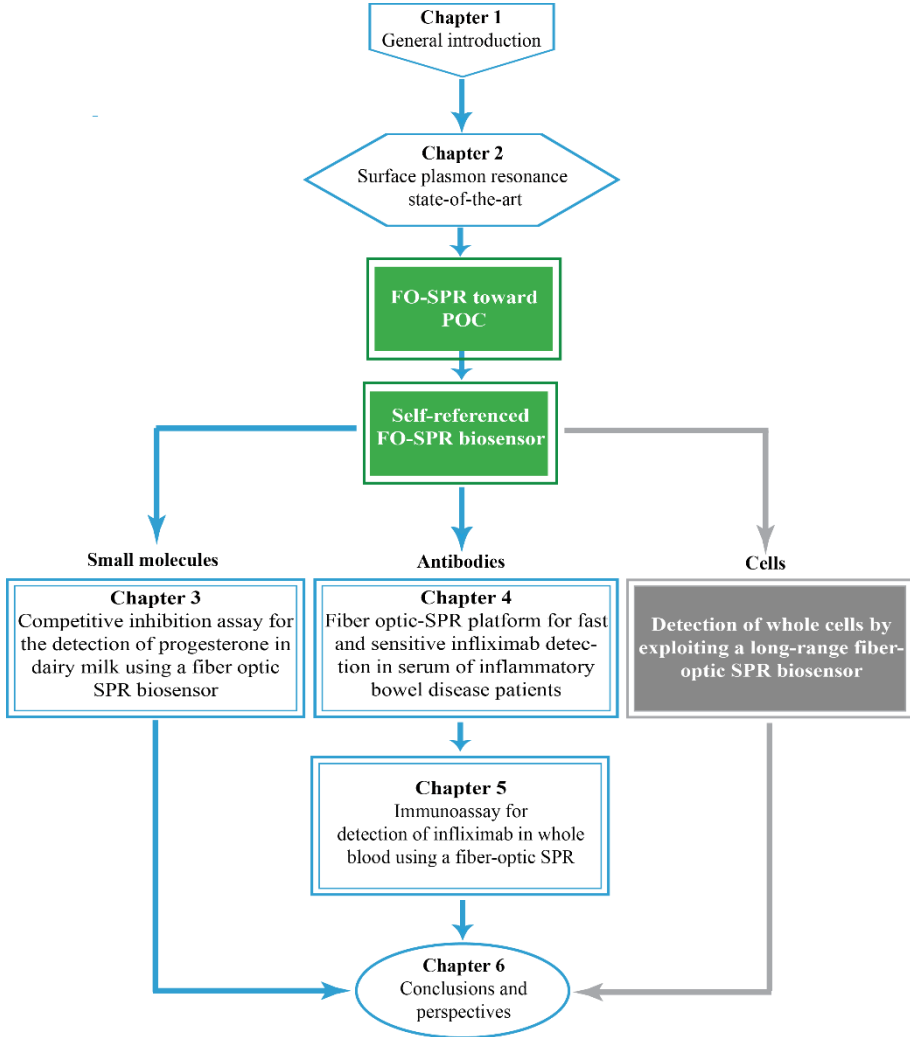 Chapter 1
General introduction
Chapter 2
Surface plasmon resonance
state-of-the-art
FO-SPR toward
POC
Self-referenced
FO-SPR biosensor
Small molecules
Antibodies
Cells
Chapter 3
Competitive inhibition assay for
the detection of progesterone in
dairy milk using a fiber optic
SPR biosensor
Chapter 4
Fiber optic-SPR platform for fast
and sensitive infliximab detec-
tion in serum of inflammatory
bowel disease patients
Detection of whole cells by
exploiting a long-range fiber-
optic SPR biosensor
Chapter 5
Immunoassay for
detection of infliximab in whole
blood using a fiber-optic SPR
Chapter 6
Conclusions and
perspectives